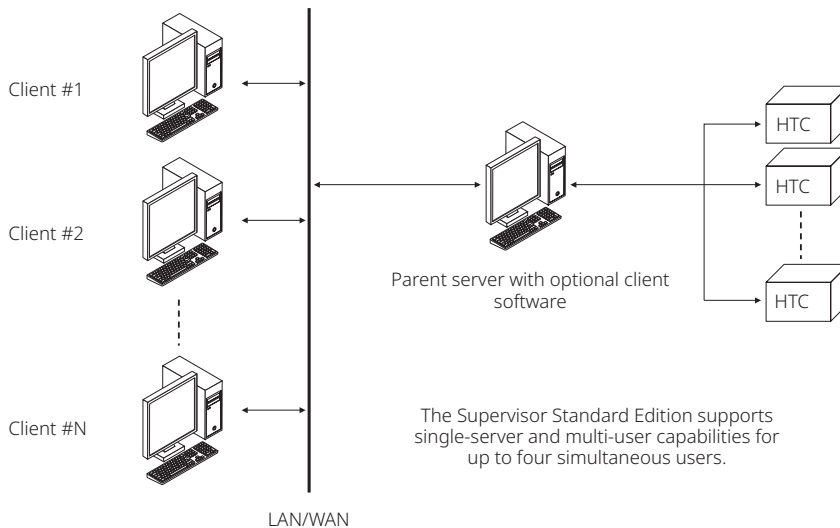 Client #1
Client #2
Client #N
LAN/WAN
Parent server with optional client
software
HTC
HTC
HTC
The Supervisor Standard Edition supports
single-server and multi-user capabilities for
up to four simultaneous users.